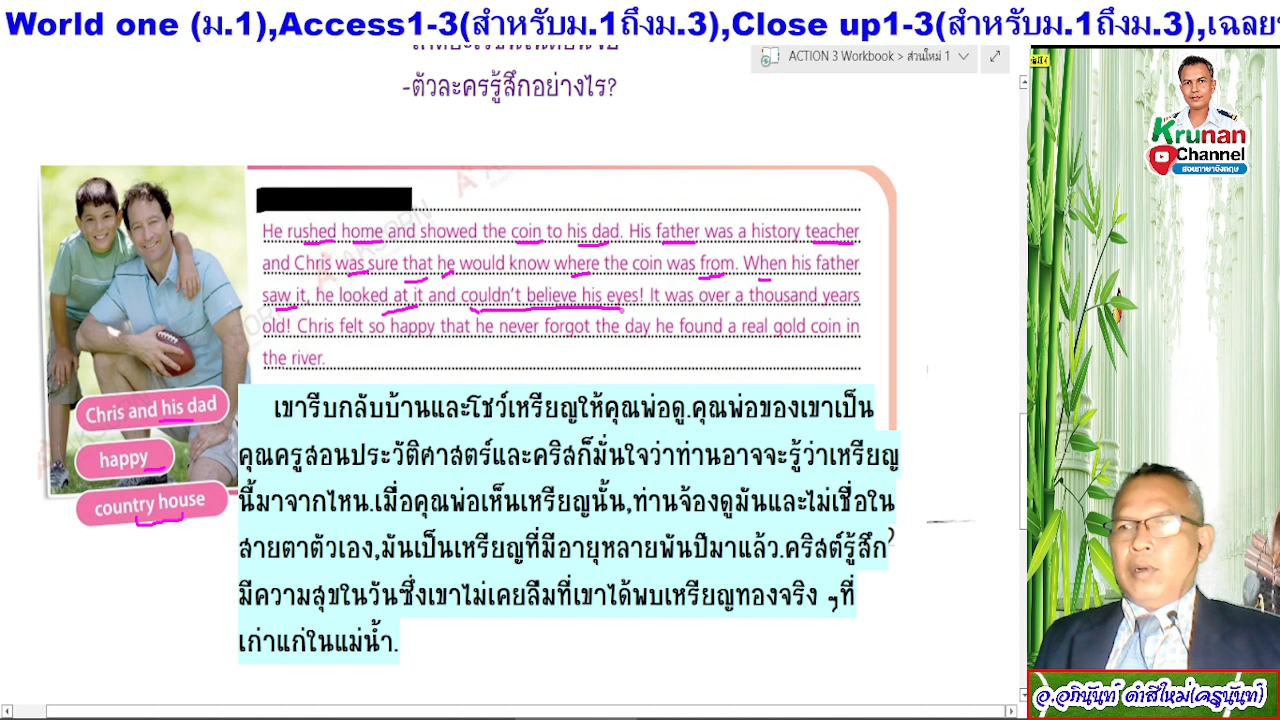 World one (ม.1),Access1-3(สำหรับม.1ถึงม.3),Close up1-3(สำหรับม.1ถึงม.3),เฉลย
ACTION 3 Workbook > ส่วนใหม่ 1
-ตัวละครรู้สึกอย่างไร?
Krunan
Channel
สอนภาษาอังกฤษ
He rushed home and showed the coin to his dad. His father was a history teacher
and Chris was sure that he would know where the coin was from. When his father
saw it, he looked at it and couldn't believe his eyes! It was over a thousand years
old! Chris felt so happy that he never forgot the day he found a real gold coin in
the river.
Chris and his dad
happy
country house
เขารีบกลับบ้านและโชว์เหรียญให้คุณพ่อดู.คุณพ่อของเขาเป็น
คุณครูสอนประวัติศาสตร์และคริสก็มั่นใจว่าท่านอาจจะรู้ว่าเหรียญ
นี้มาจากไหน.เมื่อคุณพ่อเห็นเหรียญนั้น,ท่านจ้องดูมันและไม่เชื่อใน
สายตาตัวเอง,มันเป็นเหรียญที่มีอายุหลายพันปีมาแล้ว.คริสต์รู้สึก
มีความสุขในวันซึ่งเขาไม่เคยลืมที่เขาได้พบเหรียญทองจริง ๆที่
เก่าแก่ในแม่น้ำ.
อ.อภินันท์ ดำสีใหม่(ครูนันท์)